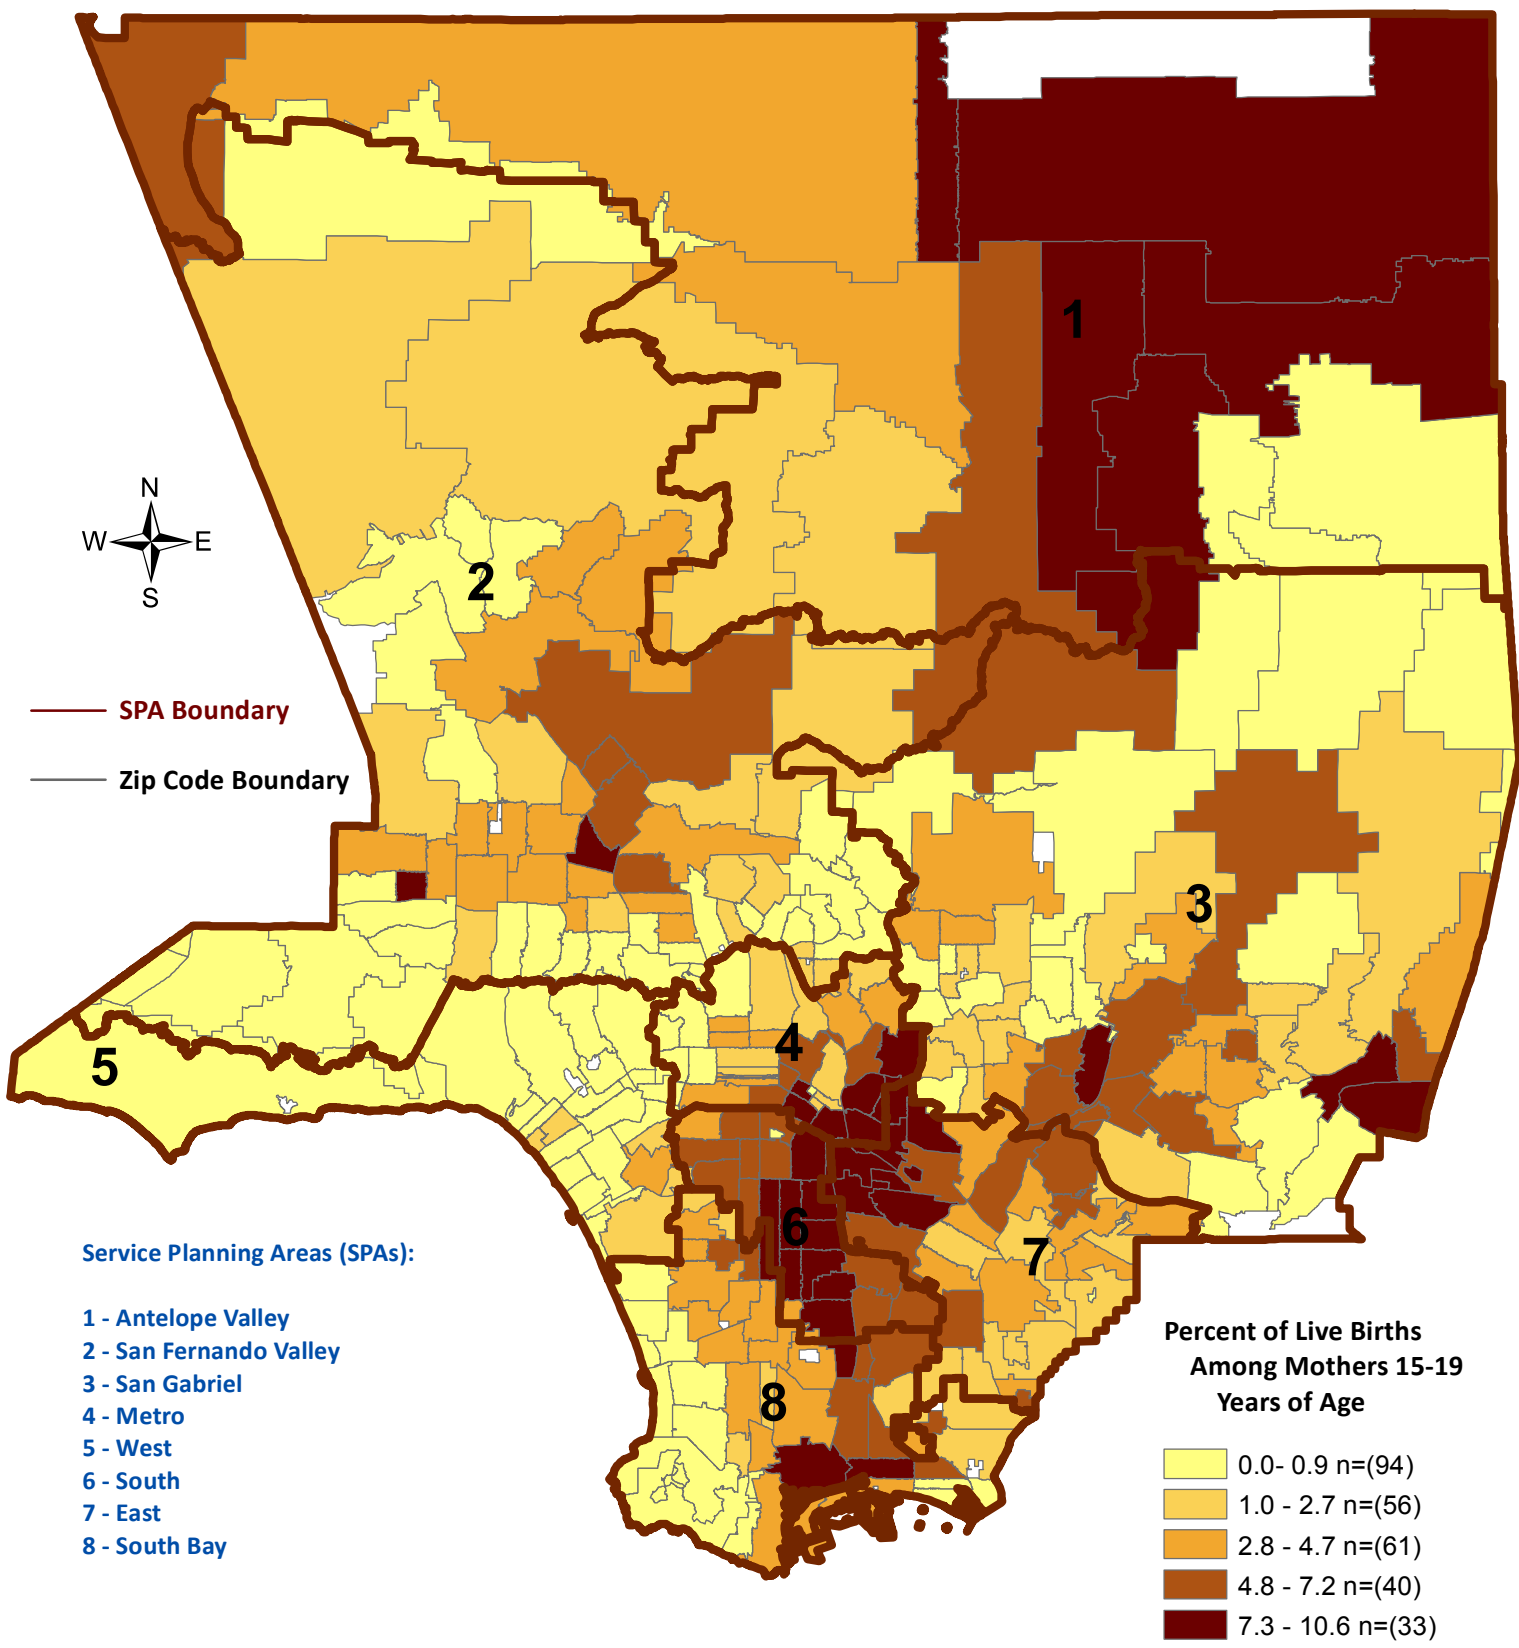 1
N
W E
S
2
SPA Boundary
Zip Code Boundary
3
4
5
6
7
8
Service Planning Areas (SPAs):
1 - Antelope Valley
2 - San Fernando Valley
3 - San Gabriel
4 - Metro
5 - West
6 - South
7 - East
8 - South Bay
Percent of Live Births
Among Mothers 15-19
Years of Age
0.0- 0.9 n=(94)
1.0 - 2.7 n=(56)
2.8 - 4.7 n=(61)
4.8 - 7.2 n=(40)
7.3 - 10.6 n=(33)